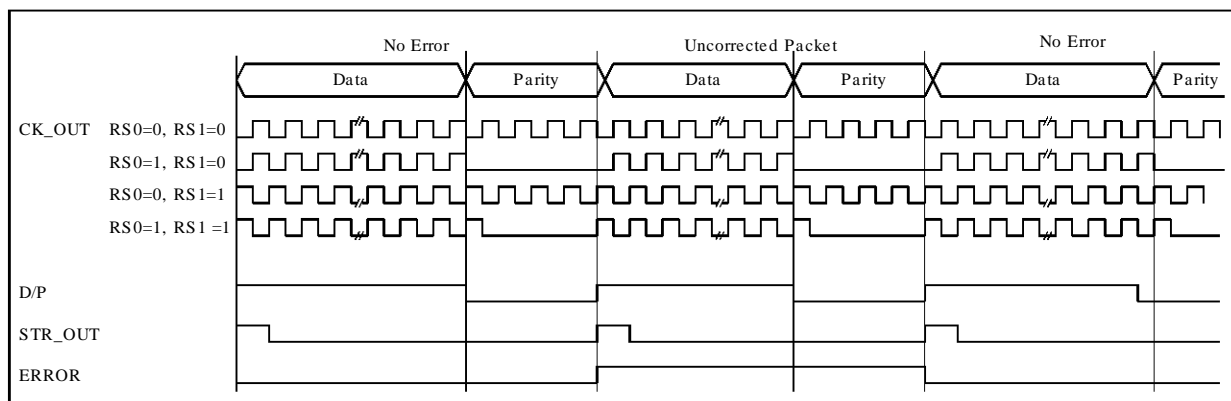 No Error Uncorrected Packet No Error
Data Parity Data Parity Data Parity
CK_OUT RS0=0, RS1=0
RS0=1, RS1=0
RS0=0, RS1=1
RS0=1, RS1 =1
D/P
STR_OUT
ERROR